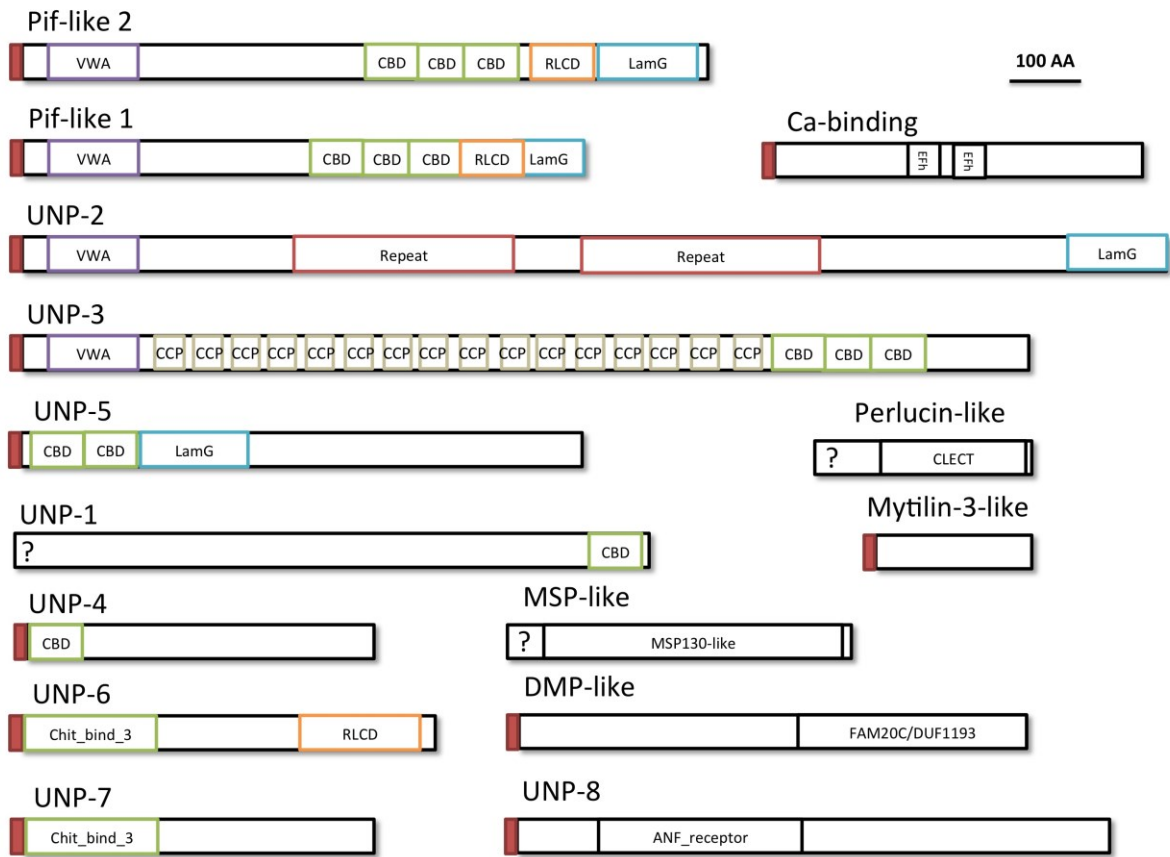 Pif-like 2
VWA CBD CBD CBD RLCD LamG
100 AA
Pif-like 1
VWA CBD CBD CBD RLCD LamG
Ca-binding
EFh EFh
UNP-2
VWA Repeat Repeat LamG
UNP-3
VWA CCP CCP CCP CCP CCP CCP CCP CCP CCP CCP CCP CCP CCP CCP CCP CCP CBD CBD CBD
UNP-5
CBD CBD LamG
Perlucin-like
? CLECT
UNP-1
? CBD
Mytilin-3-like
UNP-4
CBD
MSP-like
? MSP130-like
UNP-6
Chit_bind_3 RLCD
DMP-like
FAM20C/DUF1193
UNP-7
Chit_bind_3
UNP-8
ANF_receptor